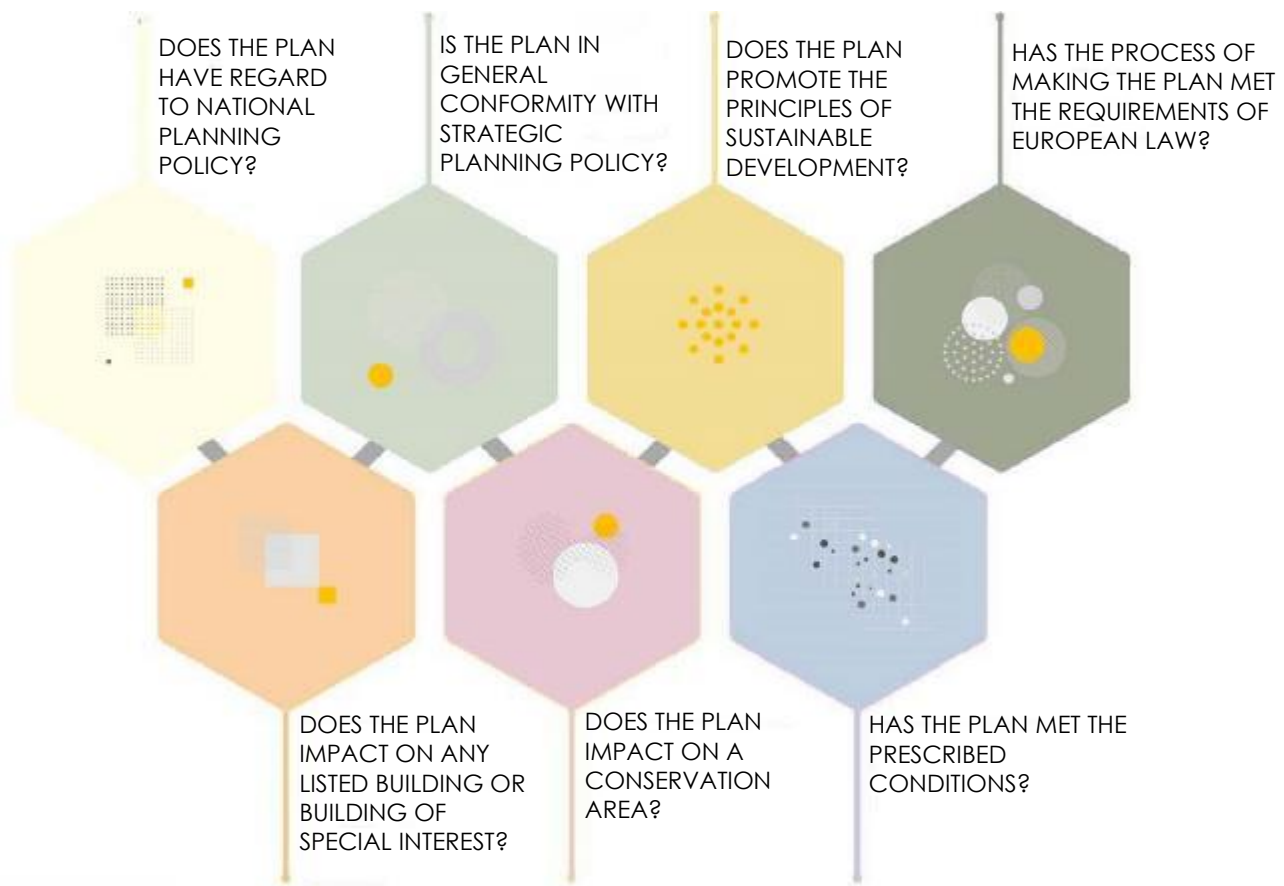 DOES THE PLAN
HAVE REGARD
TO NATIONAL
PLANNING
POLICY?
IS THE PLAN IN
GENERAL
CONFORMITY WITH
STRATEGIC
PLANNING POLICY?
DOES THE PLAN
PROMOTE THE
PRINCIPLES OF
SUSTAINABLE
DEVELOPMENT?
HAS THE PROCESS OF
MAKING THE PLAN MET
THE REQUIREMENTS OF
EUROPEAN LAW?
DOES THE PLAN
IMPACT ON ANY
LISTED BUILDING OR
BUILDING OF
SPECIAL INTEREST?
DOES THE PLAN
IMPACT ON A
CONSERVATION
AREA?
HAS THE PLAN MET THE
PRESCRIBED
CONDITIONS?